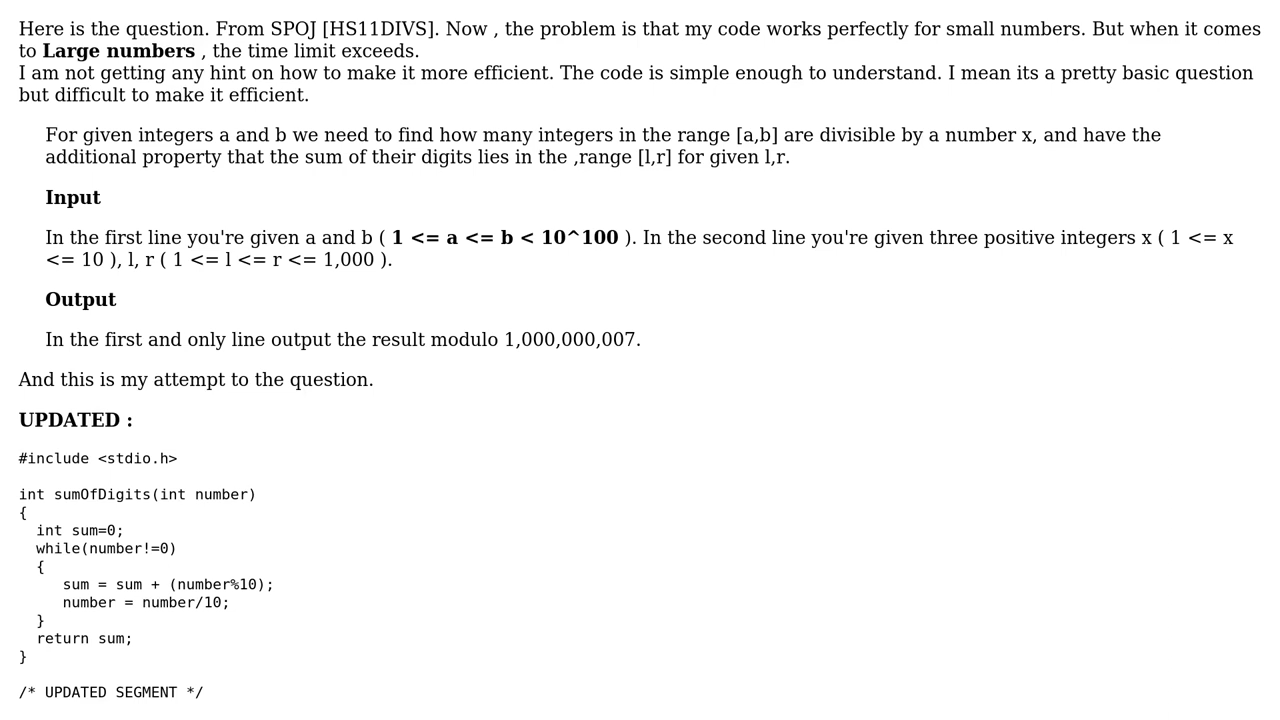 Here is the question. From SPOJ [HS11DIVS]. Now , the problem is that my code works perfectly for small numbers. But when it comes
to Large numbers , the time limit exceeds.
I am not getting any hint on how to make it more efficient. The code is simple enough to understand. I mean its a pretty basic question
but difficult to make it efficient.
For given integers a and b we need to find how many integers in the range [a,b] are divisible by a number x, and have the
additional property that the sum of their digits lies in the ,range [l,r] for given l,r.
Input
In the first line you're given a and b ( 1 <= a <= b < 10^100 ). In the second line you're given three positive integers x ( 1 <= x
<= 10 ), l, r ( 1 <= l <= r <= 1,000 ).
Output
In the first and only line output the result modulo 1,000,000,007.
And this is my attempt to the question.
UPDATED :
#include <stdio.h>
int sumOfDigits(int number)
{
int sum=0;
while(number!=0)
{
sum = sum + (number%10);
number = number/10;
}
return sum;
}
/* UPDATED SEGMENT */